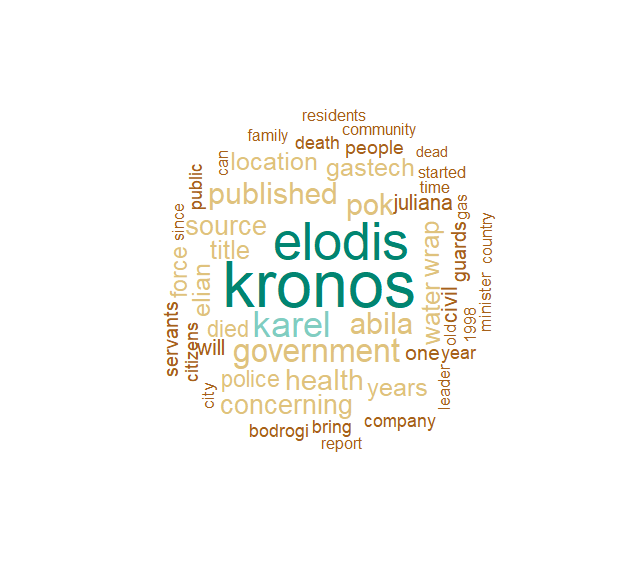 residents
family
community
death
people
dead
can
location
gastech
started
public
published
time
pok
juliana
since
source
elodis
gas
country
title
force
elian
kronos
water
wrap
guards
karel
abila
civil
1998
minister
servants
citizens
died
old
will
government
one
year
police
health
years
leader
city
concerning
company
bodrogi
bring
report